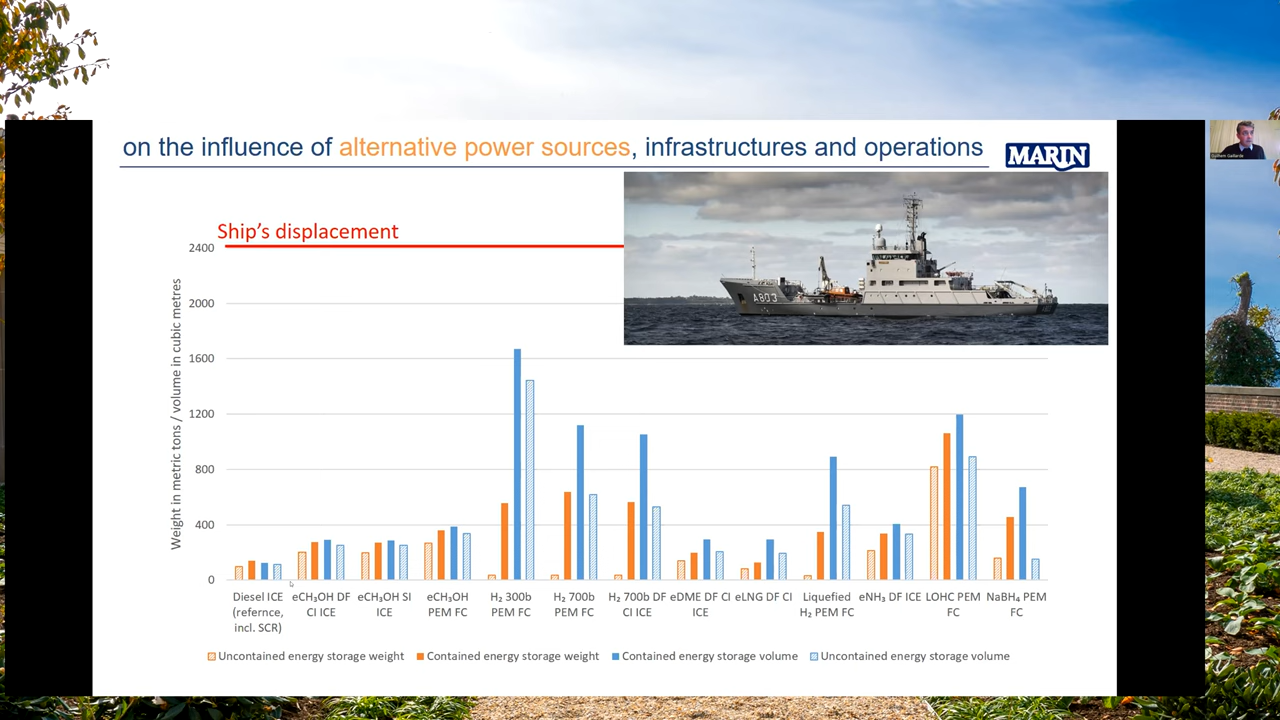 on the influence of alternative power sources, infrastructures and operations
MARIN
Ship's displacement
A803
Weight in metric tons / volume in cubic metres
2400
2000
1600
1200
800
400
0
Diesel ICE (refernce, incl. SCR)
eCH₃OH DF CI ICE
eCH₃OH SI ICE
eCH₃OH PEM FC
H₂ 300b PEM FC
H₂ 700b PEM FC
H₂ 700b DF CI ICE
eDME DF CI ICE
eLNG DF CI
Liquefied H₂ PEM FC
eNH₃ DF ICE
LOHC PEM FC
NaBH₄ PEM FC
Uncontained energy storage weight
Contained energy storage weight
Contained energy storage volume
Uncontained energy storage volume